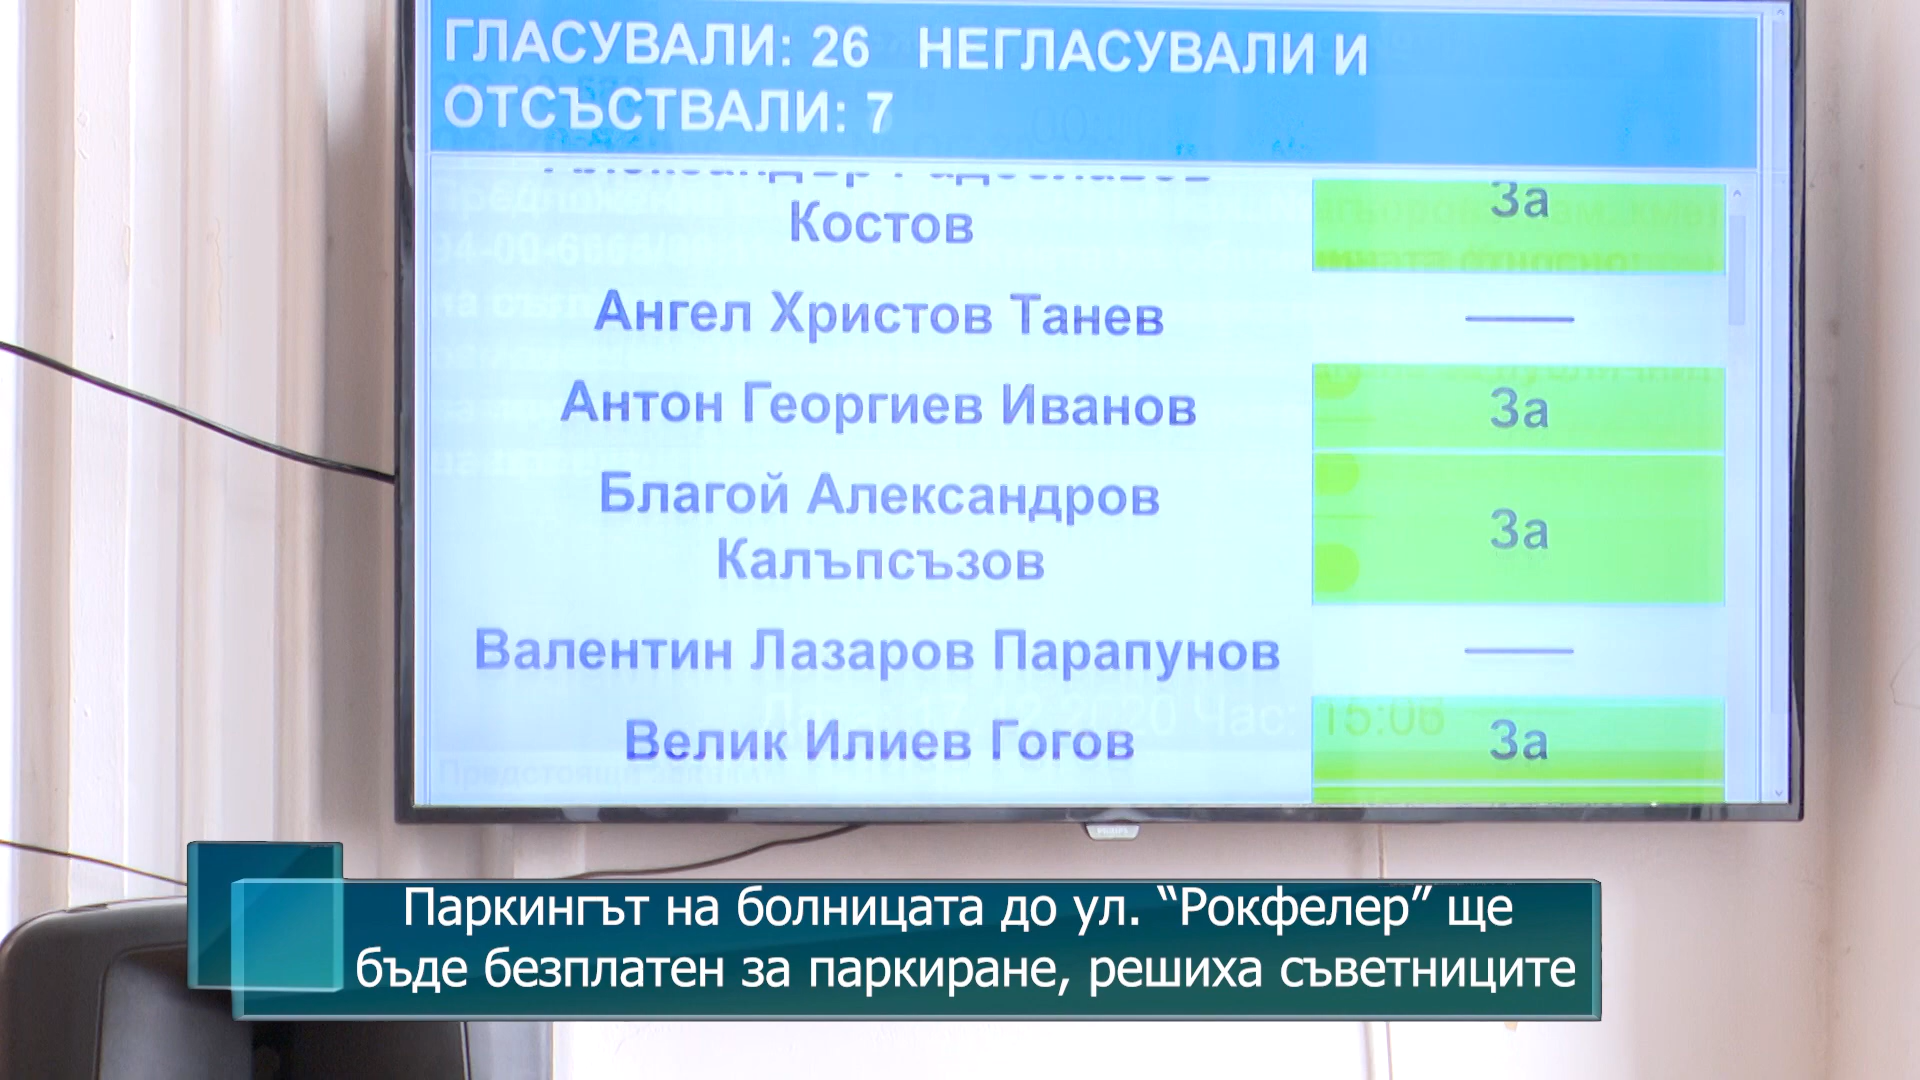 ГЛАСУВАЛИ: 26 НЕГЛАСУВАЛИ И
ОТСЪСТВАЛИ: 7
Костов За
Ангел Христов Танев ——
Антон Георгиев Иванов За
Благой Александров
Калъпсъзов За
Валентин Лазаров Парапунов ——
Велик Илиев Гогов За
Паркингът на болницата до ул. “Рокфелер” ще
бъде безплатен за паркиране, решиха съветниците